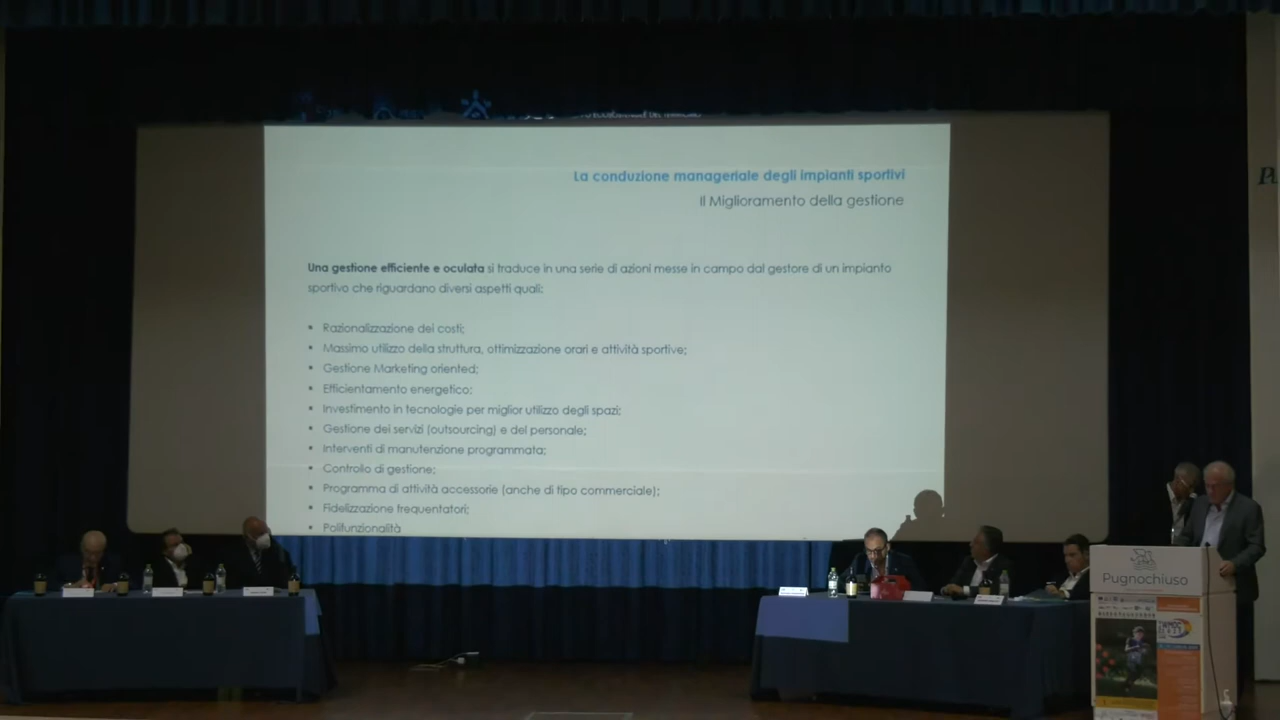 La conduzione manageriale degli impianti sportivi
Il Miglioramento della gestione
Una gestione efficiente e oculata si traduce in una serie di azioni messe in campo dal gestore di un impianto
sportivo che riguardano diversi aspetti quali:
▪ Razionalizzazione dei costi;
▪ Massimo utilizzo della struttura, ottimizzazione orari e attività sportive;
▪ Gestione Marketing oriented;
▪ Efficientamento energetico;
▪ Investimento in tecnologie per miglior utilizzo degli spazi;
▪ Gestione dei servizi (outsourcing) e del personale;
▪ Interventi di manutenzione programmata;
▪ Controllo di gestione;
▪ Programma di attività accessorie (anche di tipo commerciale);
▪ Fidelizzazione frequentatori;
▪ Polifunzionalità
Pugnochiuso